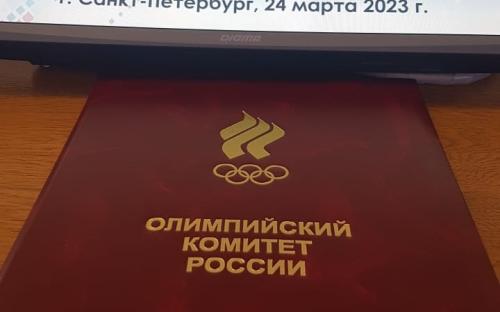 г. Санкт-Петербург, 24 марта 2023 г.
DIGMA
ОЛИМПИЙСКИЙ
КОМИТЕТ
РОССИИ